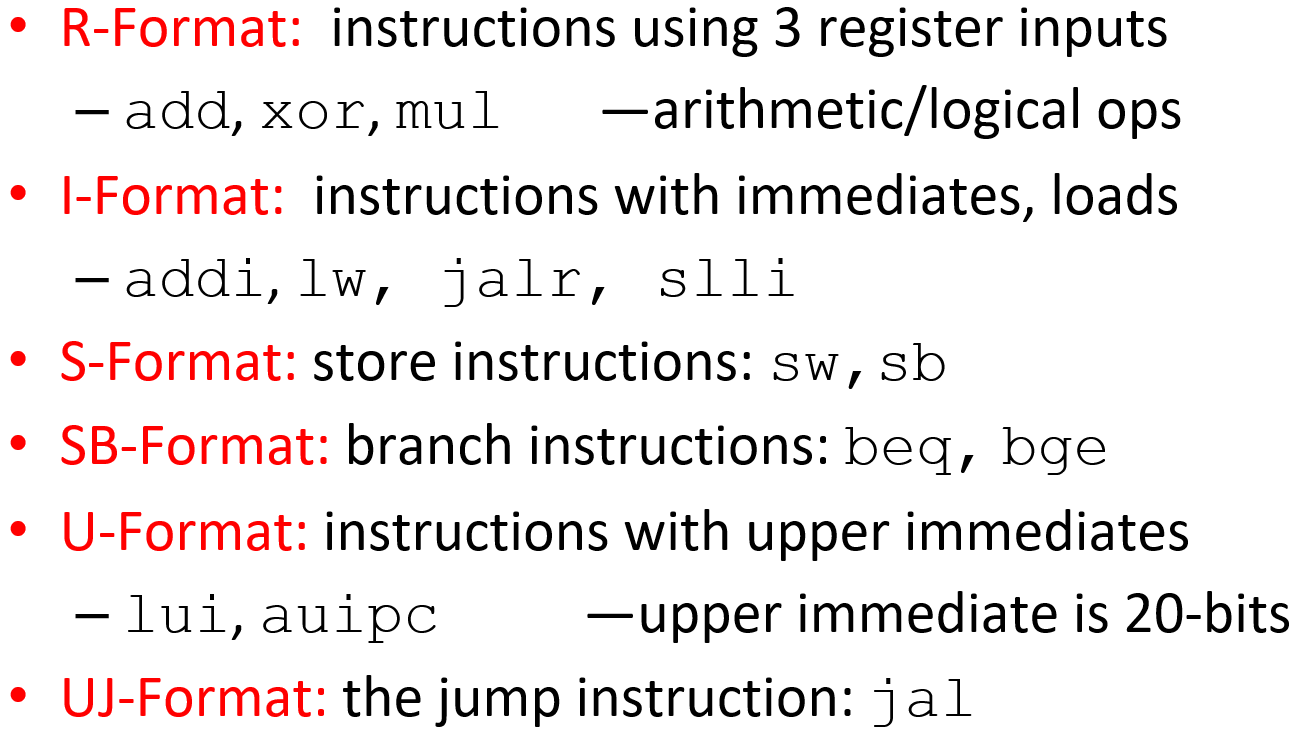 • R-Format: instructions using 3 register inputs
– add, xor, mul —arithmetic/logical ops
• I-Format: instructions with immediates, loads
– addi, lw, jalr, slli
• S-Format: store instructions: sw, sb
• SB-Format: branch instructions: beq, bge
• U-Format: instructions with upper immediates
– lui, auipc —upper immediate is 20-bits
• UJ-Format: the jump instruction: jal